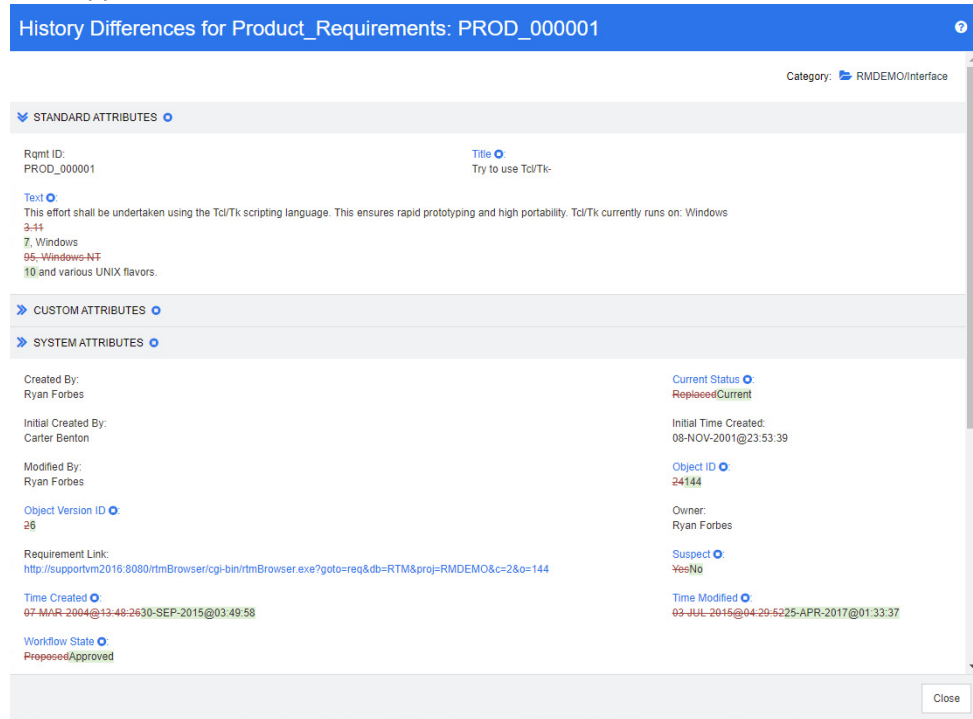 History Differences for Product_Requirements: PROD_000001
Category: RMDEMO/Interface
STANDARD ATTRIBUTES
Rqmt ID:
PROD_000001
Title :
Try to use Tcl/Tk-
Text :
This effort shall be undertaken using the Tcl/Tk scripting language. This ensures rapid prototyping and high portability. Tcl/Tk currently runs on: Windows
3.11
7, Windows
95, Windows NT
10 and various UNIX flavors.
CUSTOM ATTRIBUTES
SYSTEM ATTRIBUTES
Created By:
Ryan Forbes
Current Status :
ReplacedCurrent
Initial Created By:
Carter Benton
Initial Time Created:
08-NOV-2001@23:53:39
Modified By:
Ryan Forbes
Object ID :
24144
Object Version ID :
26
Owner:
Ryan Forbes
Requirement Link:
http://supportvm2016:8080/rtmBrowser/cgi-bin/rtmBrowser.exe?goto=req&db=RTM&proj=RMDEMO&c=2&o=144
Suspect :
YesNo
Time Created :
07-MAR-2004@13:48:2630-SEP-2015@03:49:58
Time Modified :
03-JUL-2015@04:29:5225-APR-2017@01:33:37
Workflow State :
ProposedApproved
Close